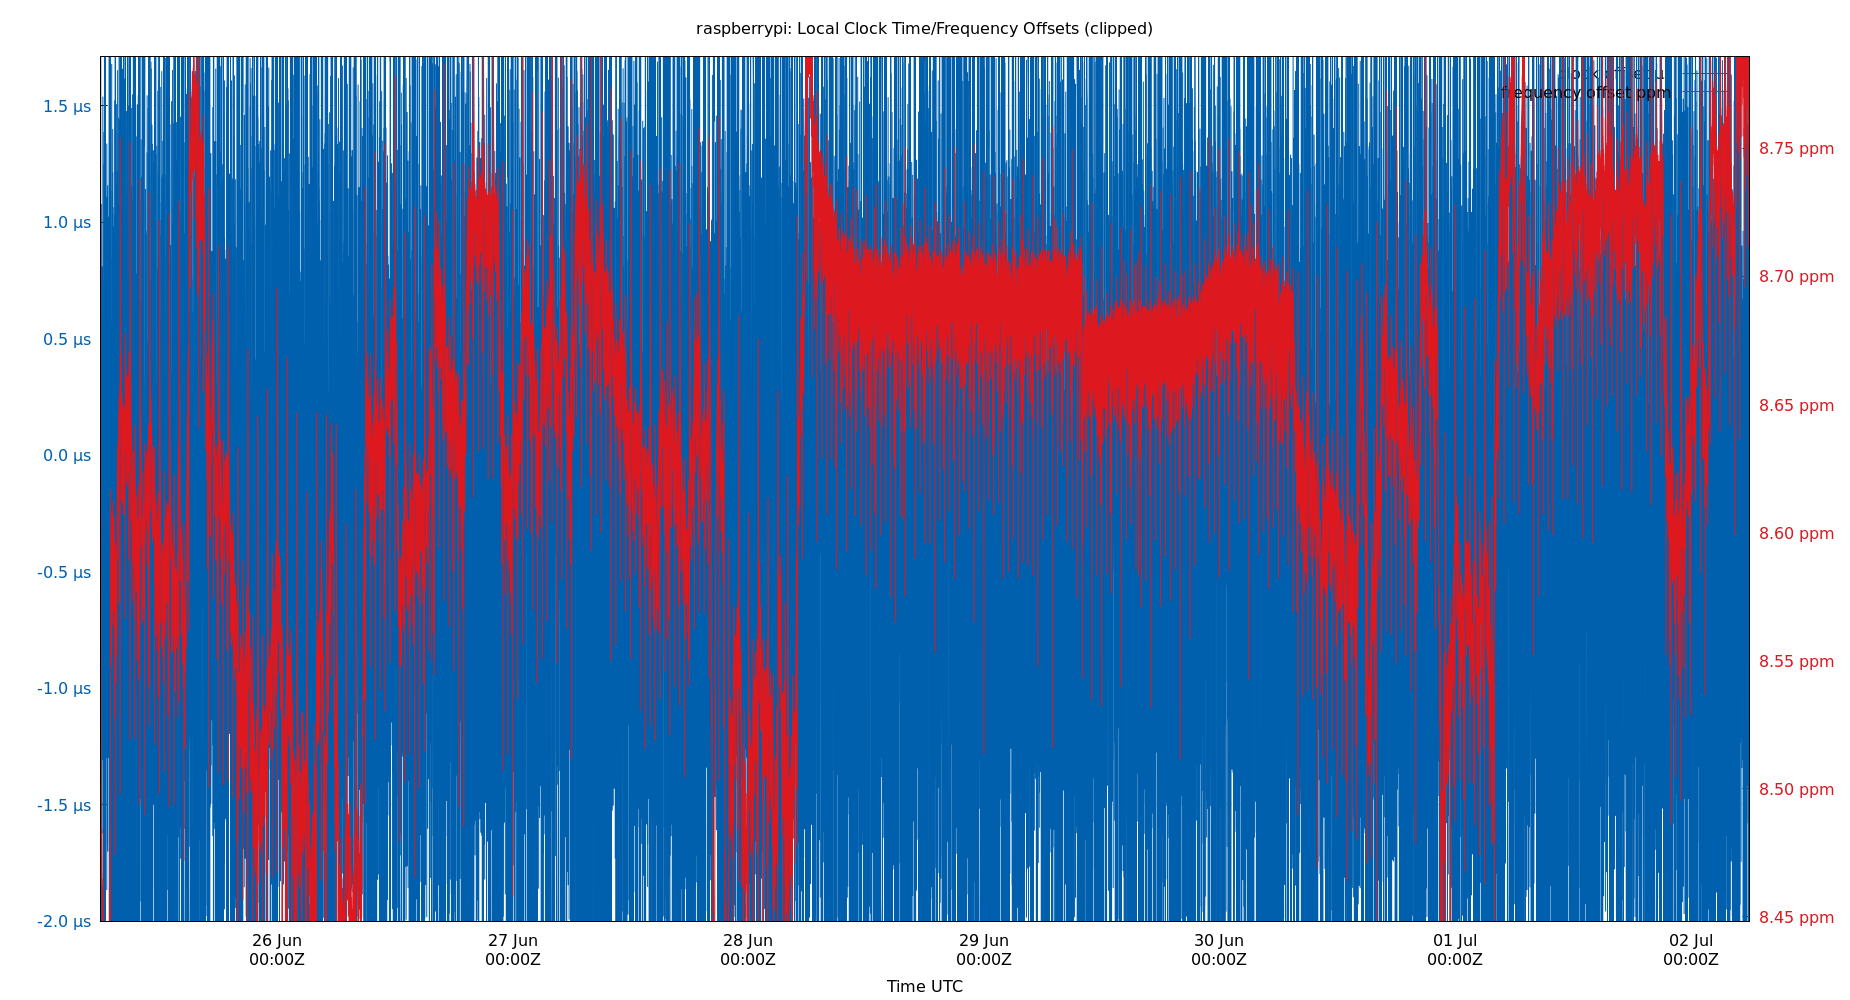 raspberrypi: Local Clock Time/Frequency Offsets (clipped)
frequency offset ppm
1.5 µs
1.0 µs
0.5 µs
0.0 µs
-0.5 µs
-1.0 µs
-1.5 µs
-2.0 µs
8.75 ppm
8.70 ppm
8.65 ppm
8.60 ppm
8.55 ppm
8.50 ppm
8.45 ppm
26 Jun
00:00Z
27 Jun
00:00Z
28 Jun
00:00Z
29 Jun
00:00Z
30 Jun
00:00Z
01 Jul
00:00Z
02 Jul
00:00Z
Time UTC